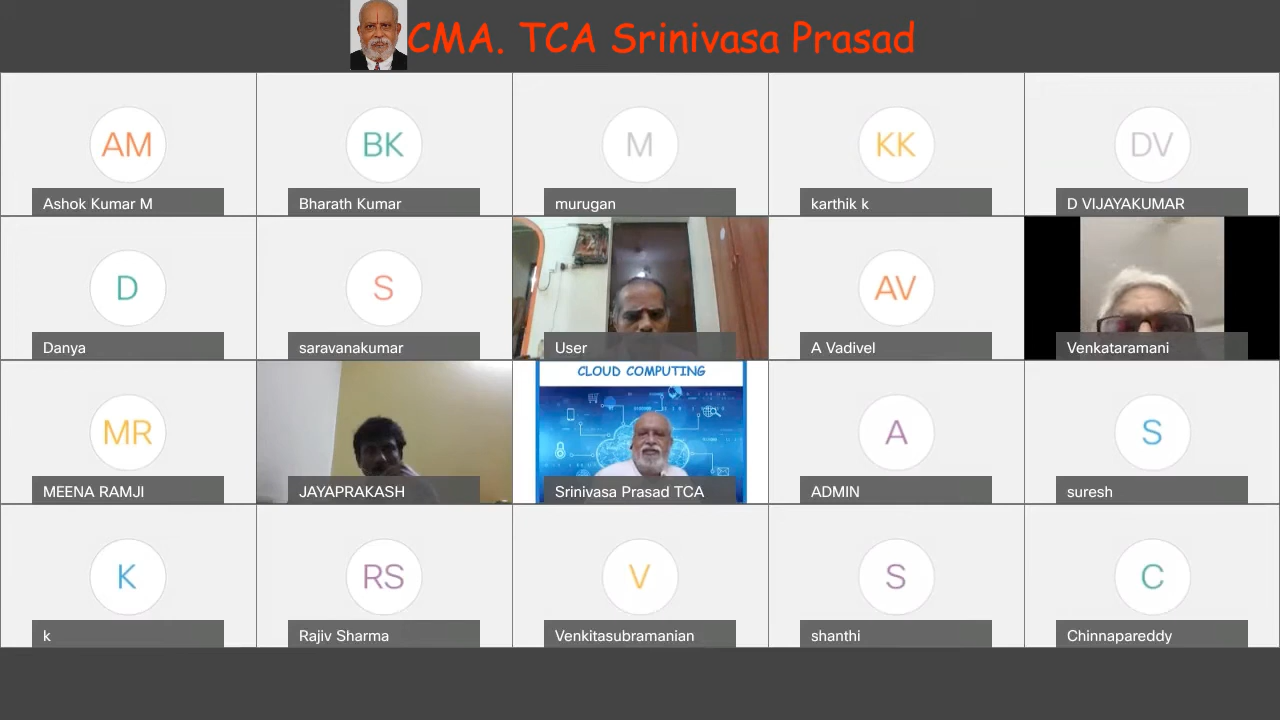 CMA. TCA Srinivasa Prasad
AM
BK
M
KK
DV
Ashok Kumar M
Bharath Kumar
murugan
karthik k
D VIJAYAKUMAR
D
S
AV
Danya
saravanakumar
User
A Vadivel
Venkataramani
CLOUD COMPUTING
MR
A
S
MEENA RAMJI
JAYAPRAKASH
Srinivasa Prasad TCA
ADMIN
suresh
K
RS
V
S
C
k
Rajiv Sharma
Venkitasubramanian
shanthi
Chinnapareddy